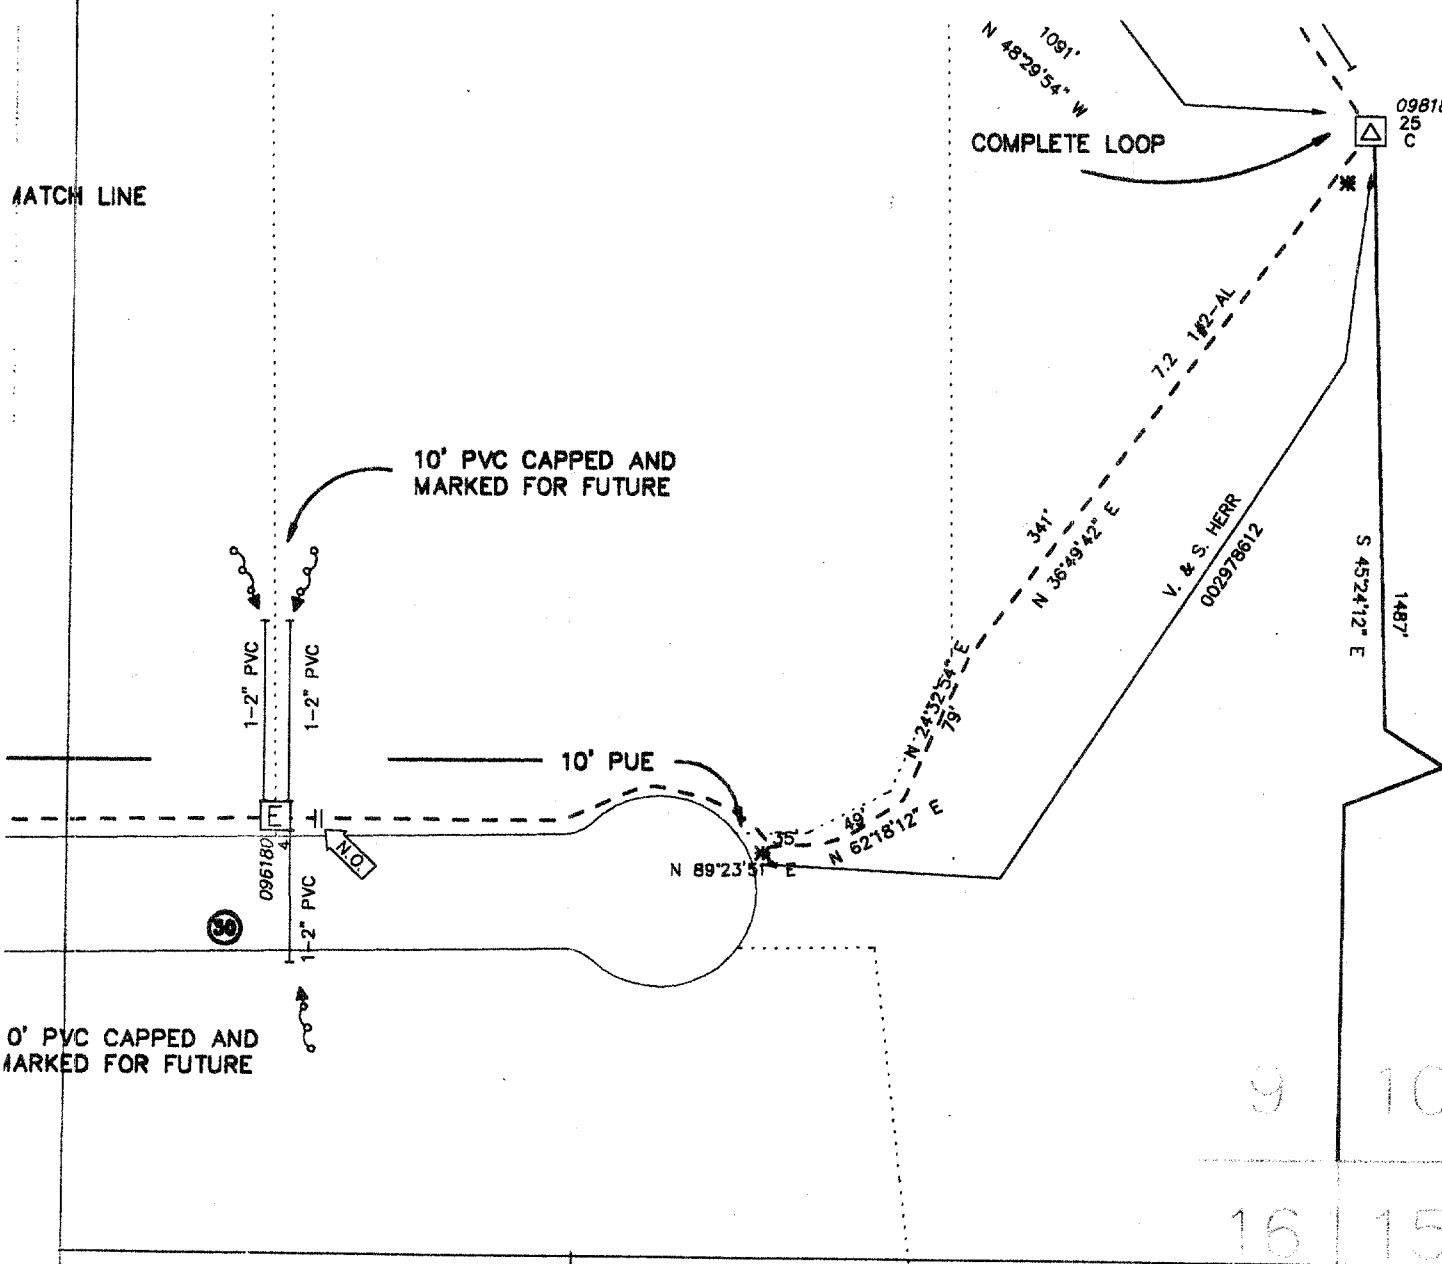 1091'
N 48°29'54" W
09818
25
C
COMPLETE LOOP
MATCH LINE
1#2-AL
7.2
10' PVC CAPPED AND
MARKED FOR FUTURE
341'
N 36°49'42" E
V. & S. HERR
002978612
S 45°24'12" E
1487'
1-2" PVC
1-2" PVC
N 24°32'54" E
79'
10' PUE
E
49'
N 62°18'12" E
35'
N 89°23'51" E
N.O.
096180
4
1-2" PVC
30
0' PVC CAPPED AND
MARKED FOR FUTURE
9
10
16
15